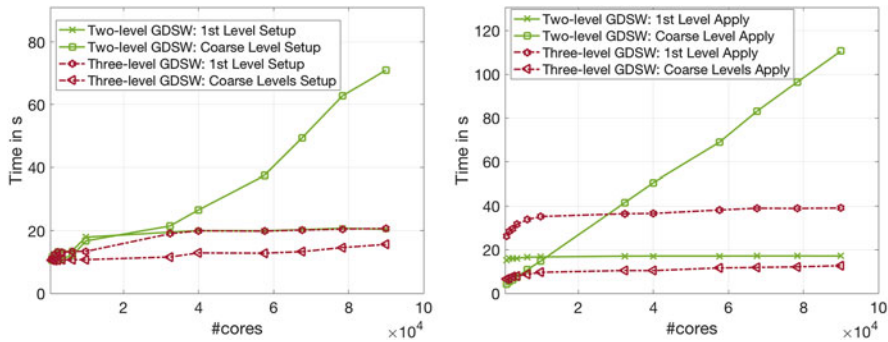 80
60
40
20
0
Time in s
Two-level GDSW: 1st Level Setup
Two-level GDSW: Coarse Level Setup
Three-level GDSW: 1st Level Setup
Three-level GDSW: Coarse Levels Setup
2 4 6 8 10
#cores
×10^4
120
100
80
60
40
20
0
Time in s
Two-level GDSW: 1st Level Apply
Two-level GDSW: Coarse Level Apply
Three-level GDSW: 1st Level Apply
Three-level GDSW: Coarse Levels Apply
2 4 6 8 10
#cores
×10^4